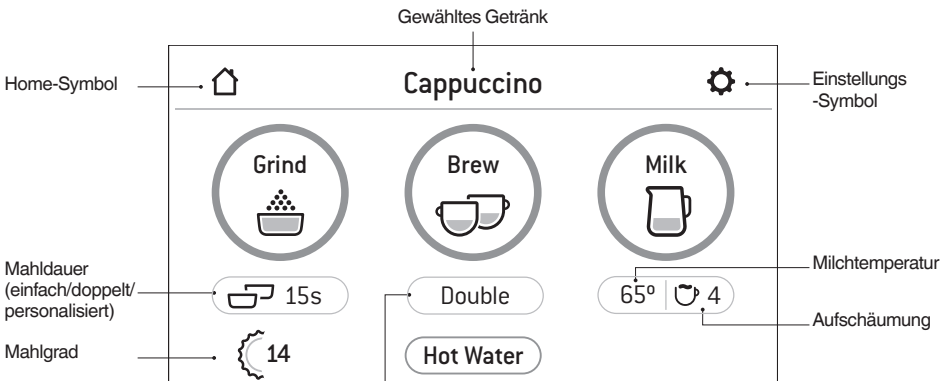 Gewähltes Getränk
Home-Symbol
Cappuccino
Einstellungs
-Symbol
Grind
Brew
Milk
Mahldauer
(einfach/doppelt/
personalisiert)
15s
Double
65º
4
Milchtemperatur
Aufschäumung
Mahlgrad
14
Hot Water